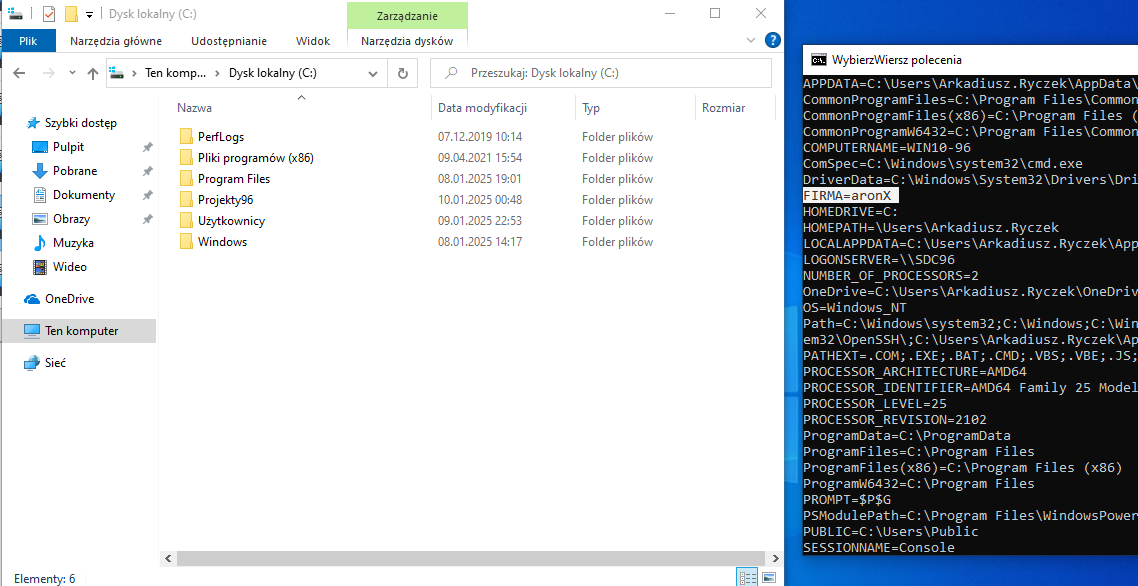 Dysk lokalny (C:)
Zarządzanie
Plik
Narzędzia główne
Udostępnianie
Widok
Narzędzia dysków
Ten komp...
Dysk lokalny (C:)
Przeszukaj: Dysk lokalny (C:)
Szybki dostęp
Pulpit
Pobrane
Dokumenty
Obrazy
Muzyka
Wideo
OneDrive
Ten komputer
Sieć
Nazwa Data modyfikacji Typ Rozmiar
PerfLogs 07.12.2019 10:14 Folder plików
Pliki programów (x86) 09.04.2021 15:54 Folder plików
Program Files 08.01.2025 19:01 Folder plików
Projekty96 10.01.2025 00:48 Folder plików
Użytkownicy 09.01.2025 22:53 Folder plików
Windows 08.01.2025 14:17 Folder plików
Elementy: 6
WybierzWiersz polecenia
APPDATA=C:\Users\Arkadiusz.Ryczek\AppData\
CommonProgramFiles=C:\Program Files\Common
CommonProgramFiles(x86)=C:\Program Files (
CommonProgramW6432=C:\Program Files\Common
COMPUTERNAME=WIN10-96
ComSpec=C:\Windows\system32\cmd.exe
DriverData=C:\Windows\System32\Drivers\Dri
FIRMA=aronX
HOMEDRIVE=C:
HOMEPATH=\Users\Arkadiusz.Ryczek
LOCALAPPDATA=C:\Users\Arkadiusz.Ryczek\App
LOGONSERVER=\\SDC96
NUMBER_OF_PROCESSORS=2
OneDrive=C:\Users\Arkadiusz.Ryczek\OneDriv
OS=Windows_NT
Path=C:\Windows\system32;C:\Windows;C:\Win
em32\OpenSSH\;C:\Users\Arkadiusz.Ryczek\Ap
PATHEXT=.COM;.EXE;.BAT;.CMD;.VBS;.VBE;.JS;
PROCESSOR_ARCHITECTURE=AMD64
PROCESSOR_IDENTIFIER=AMD64 Family 25 Model
PROCESSOR_LEVEL=25
PROCESSOR_REVISION=2102
ProgramData=C:\ProgramData
ProgramFiles=C:\Program Files
ProgramFiles(x86)=C:\Program Files (x86)
ProgramW6432=C:\Program Files
PROMPT=$P$G
PSModulePath=C:\Program Files\WindowsPower
PUBLIC=C:\Users\Public
SESSIONNAME=Console